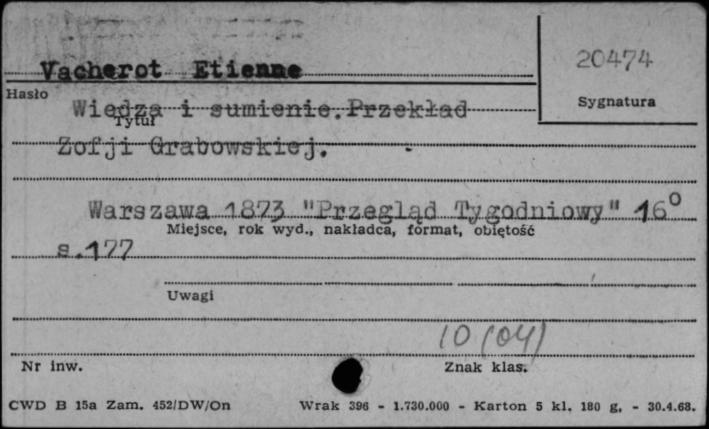 Vacherot Etienne
20474
Hasło
Sygnatura
Wiedza i sumienie.Przekład
Tytuł
Zofji Grabowskiej.
Warszawa 1873 "Przegląd Tygodniowy" 16⁰
Miejsce, rok wyd., nakładca, format, objętość
s.177
Uwagi
10 (04)
Nr inw.
Znak klas.
CWD B 15a Zam. 452/DW/On Wrak 396 - 1.730.000 - Karton 5 kl. 180 g. - 30.4.68.